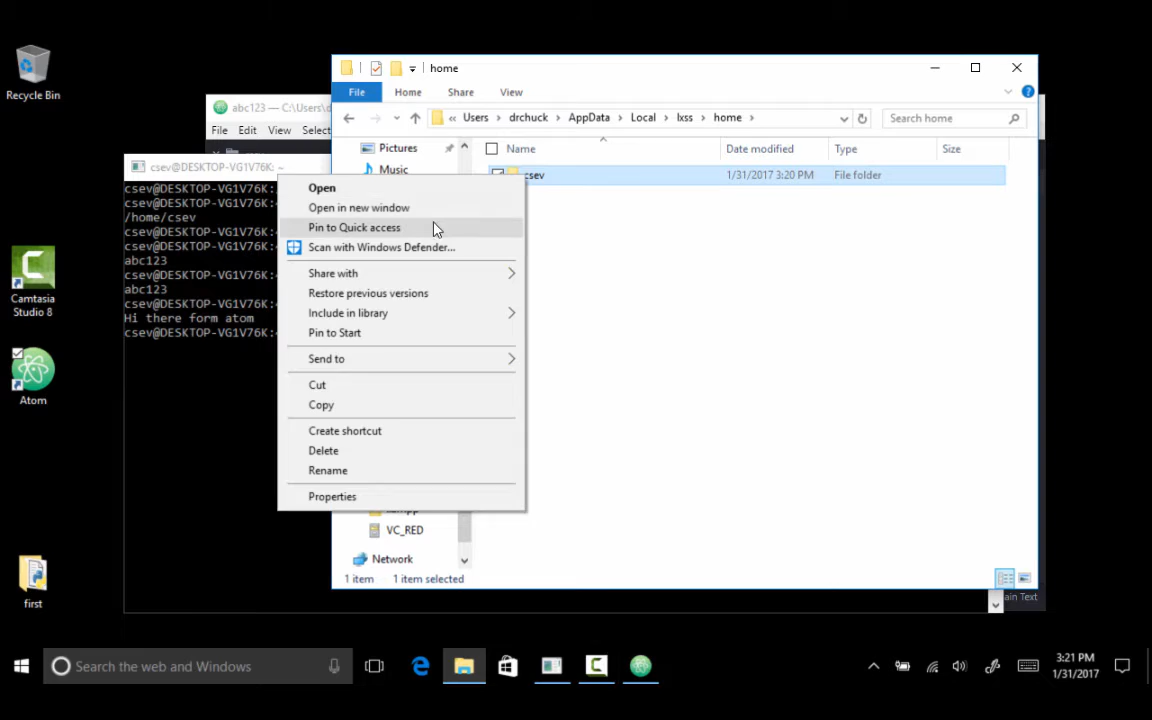 Recycle Bin
Camtasia
Studio 8
Atom
first
abc123 — C:\Users\d
File Edit View Select
csev@DESKTOP-VG1V76K: ~
csev@DESKTOP-VG1V76K:
csev@DESKTOP-VG1V76K:
/home/csev
csev@DESKTOP-VG1V76K:
abc123
csev@DESKTOP-VG1V76K:
abc123
csev@DESKTOP-VG1V76K:
Hi there form atom
csev@DESKTOP-VG1V76K:
home
File Home Share View
« Users > drchuck > AppData > Local > lxss > home >
Search home
Pictures
Music
VC_RED
Network
Name Date modified Type Size
csev 1/31/2017 3:20 PM File folder
1 item 1 item selected
Open
Open in new window
Pin to Quick access
Scan with Windows Defender...
Share with
Restore previous versions
Include in library
Pin to Start
Send to
Cut
Copy
Create shortcut
Delete
Rename
Properties
ain Text
Search the web and Windows
3:21 PM
1/31/2017